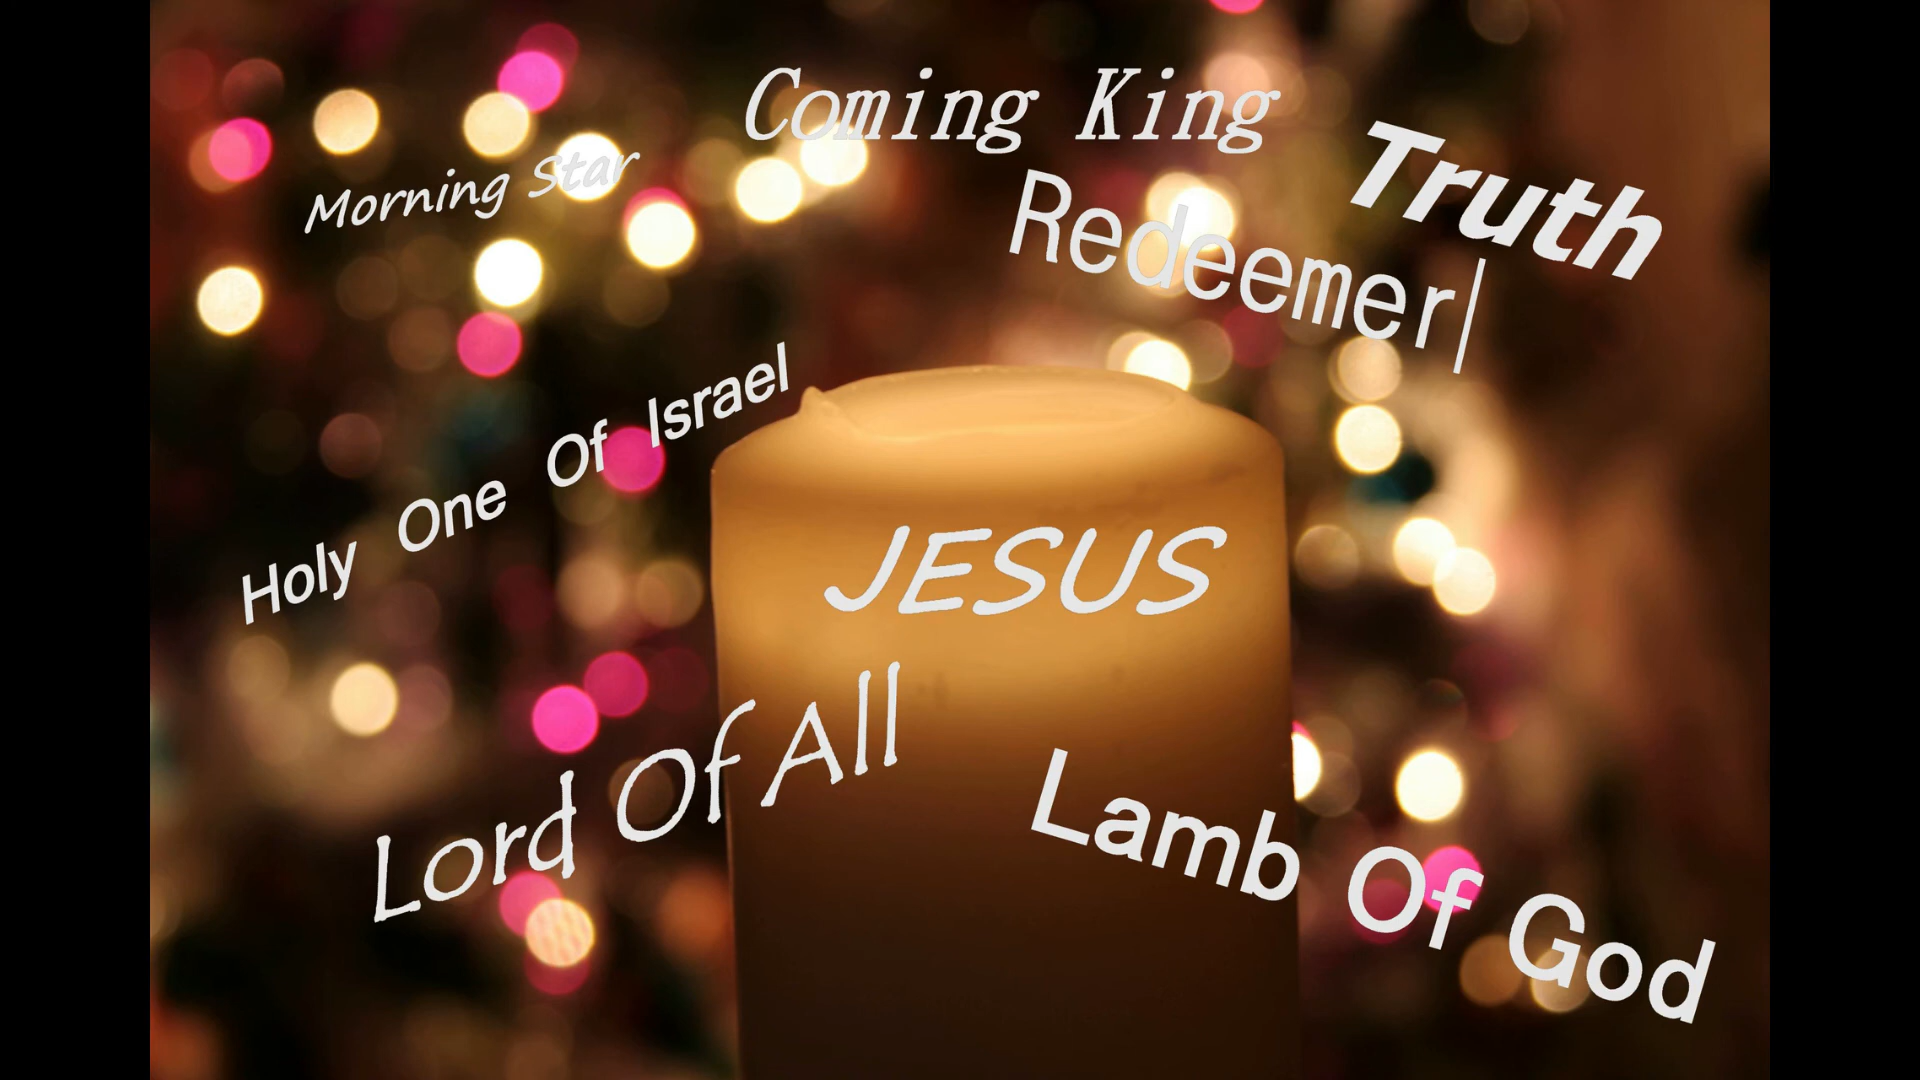 Coming King
Truth
Morning Star
Redeemer|
Holy One Of Israel
JESUS
Lord Of All
Lamb Of God